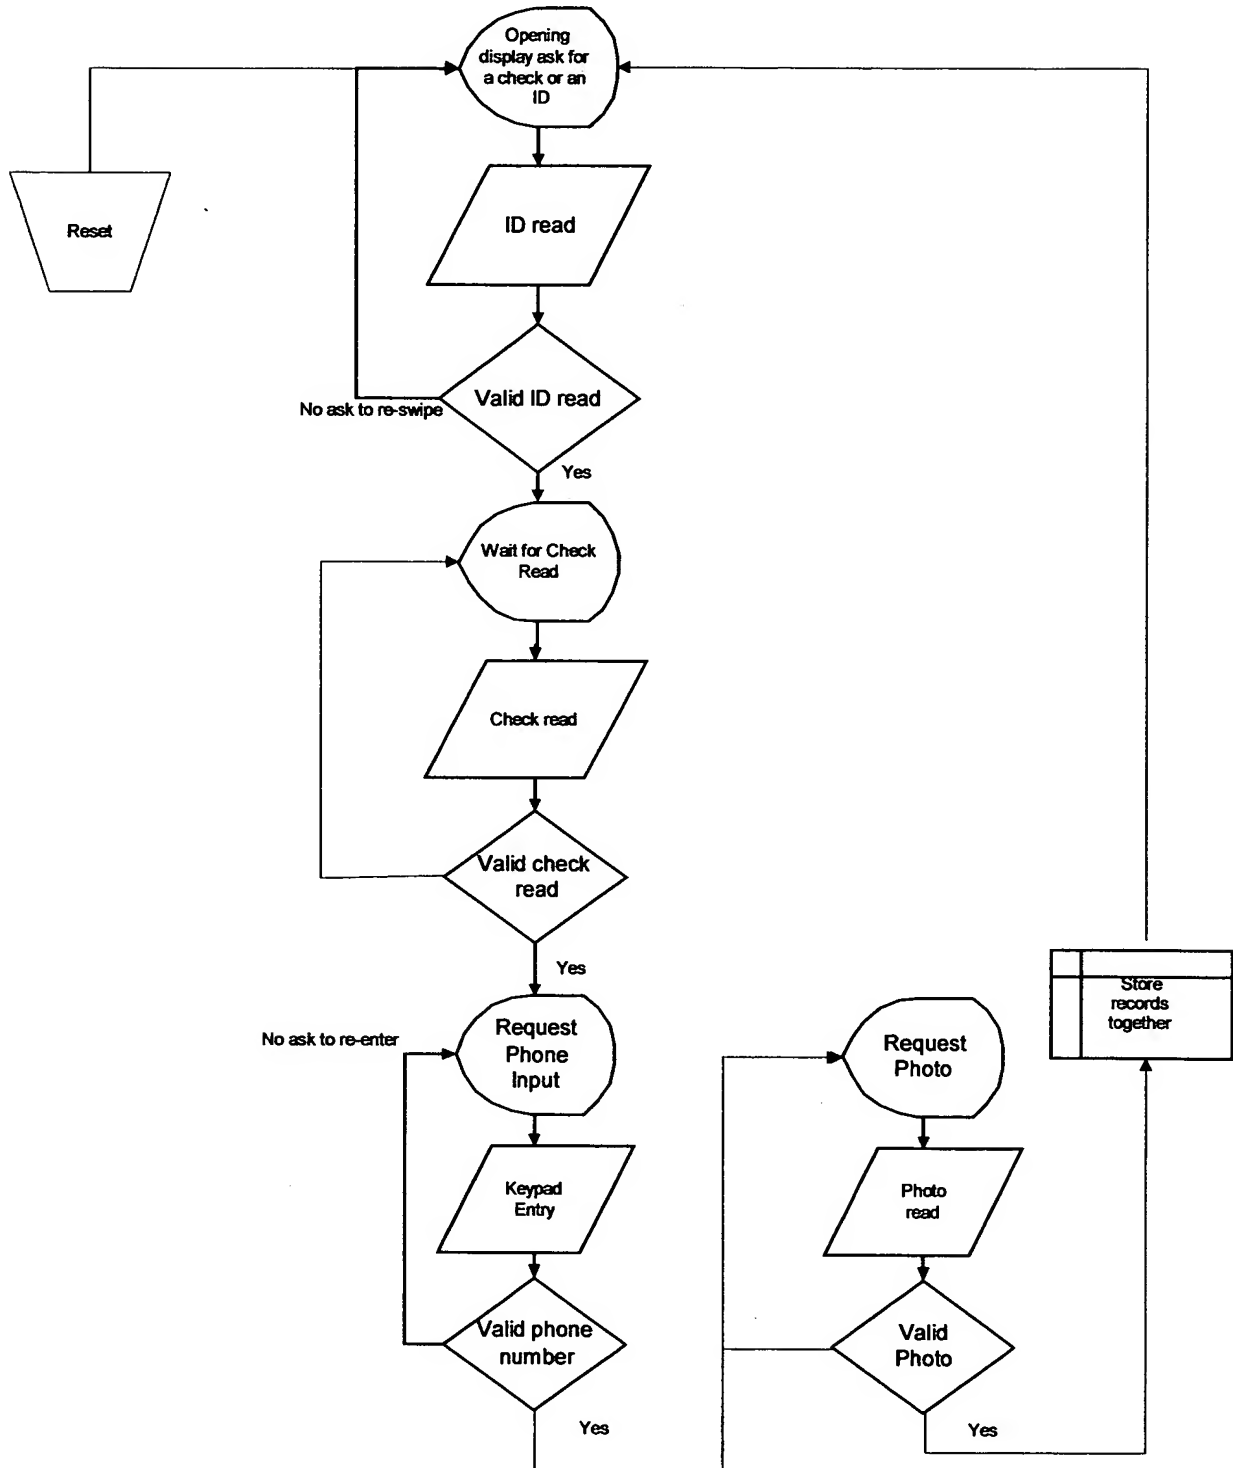 Opening
display ask for
a check or an
ID
Reset
ID read
Valid ID read
No ask to re-swipe
Yes
Wait for Check
Read
Check read
Valid check
read
Yes
No ask to re-enter
Request
Phone
Input
Keypad
Entry
Valid phone
number
Yes
Request
Photo
Photo
read
Valid
Photo
Yes
Store
records
together